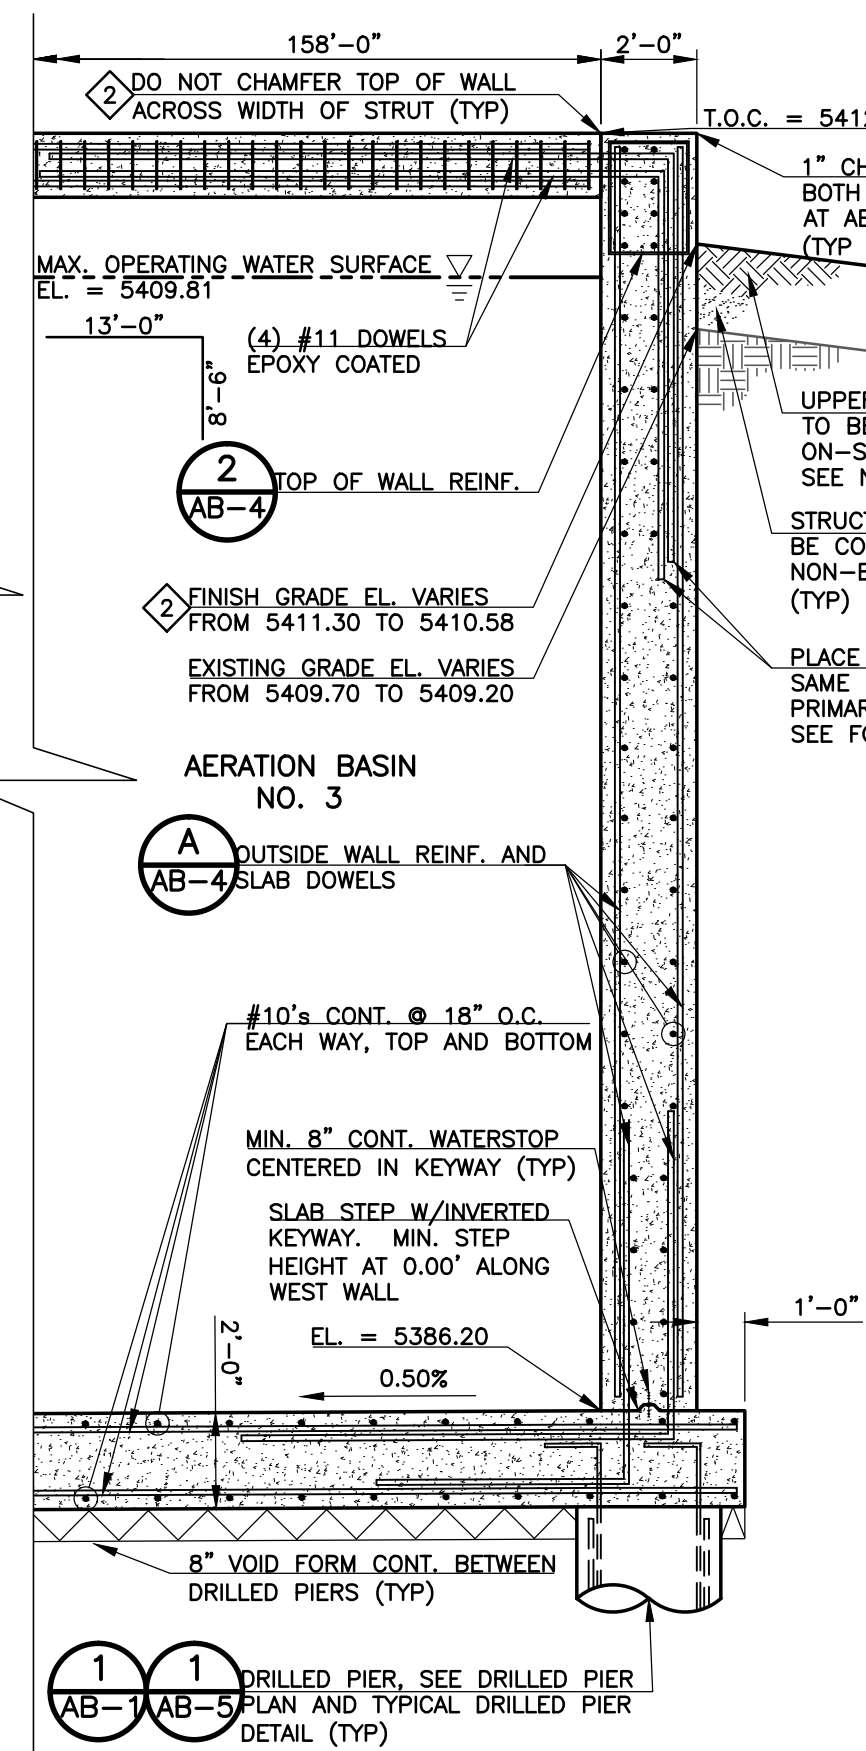 158'-0"
2'-0"
2
DO NOT CHAMFER TOP OF WALL
ACROSS WIDTH OF STRUT (TYP)
T.O.C. = 5412
1" CH
BOTH
AT AB
(TYP
MAX. OPERATING WATER SURFACE
EL. = 5409.81
13'-0"
8'-6"
(4) #11 DOWELS
EPOXY COATED
UPPER
TO BE
ON-S
SEE N
2
AB-4
TOP OF WALL REINF.
STRUCT
BE CO
NON-E
(TYP)
2
FINISH GRADE EL. VARIES
FROM 5411.30 TO 5410.58
EXISTING GRADE EL. VARIES
FROM 5409.70 TO 5409.20
PLACE
SAME
PRIMAR
SEE FO
AERATION BASIN
NO. 3
A
AB-4
OUTSIDE WALL REINF. AND
SLAB DOWELS
#10's CONT. @ 18" O.C.
EACH WAY, TOP AND BOTTOM
MIN. 8" CONT. WATERSTOP
CENTERED IN KEYWAY (TYP)
SLAB STEP W/INVERTED
KEYWAY. MIN. STEP
HEIGHT AT 0.00' ALONG
WEST WALL
1'-0"
EL. = 5386.20
2'-0"
0.50%
8" VOID FORM CONT. BETWEEN
DRILLED PIERS (TYP)
1
AB-1
1
AB-5
DRILLED PIER, SEE DRILLED PIER
PLAN AND TYPICAL DRILLED PIER
DETAIL (TYP)